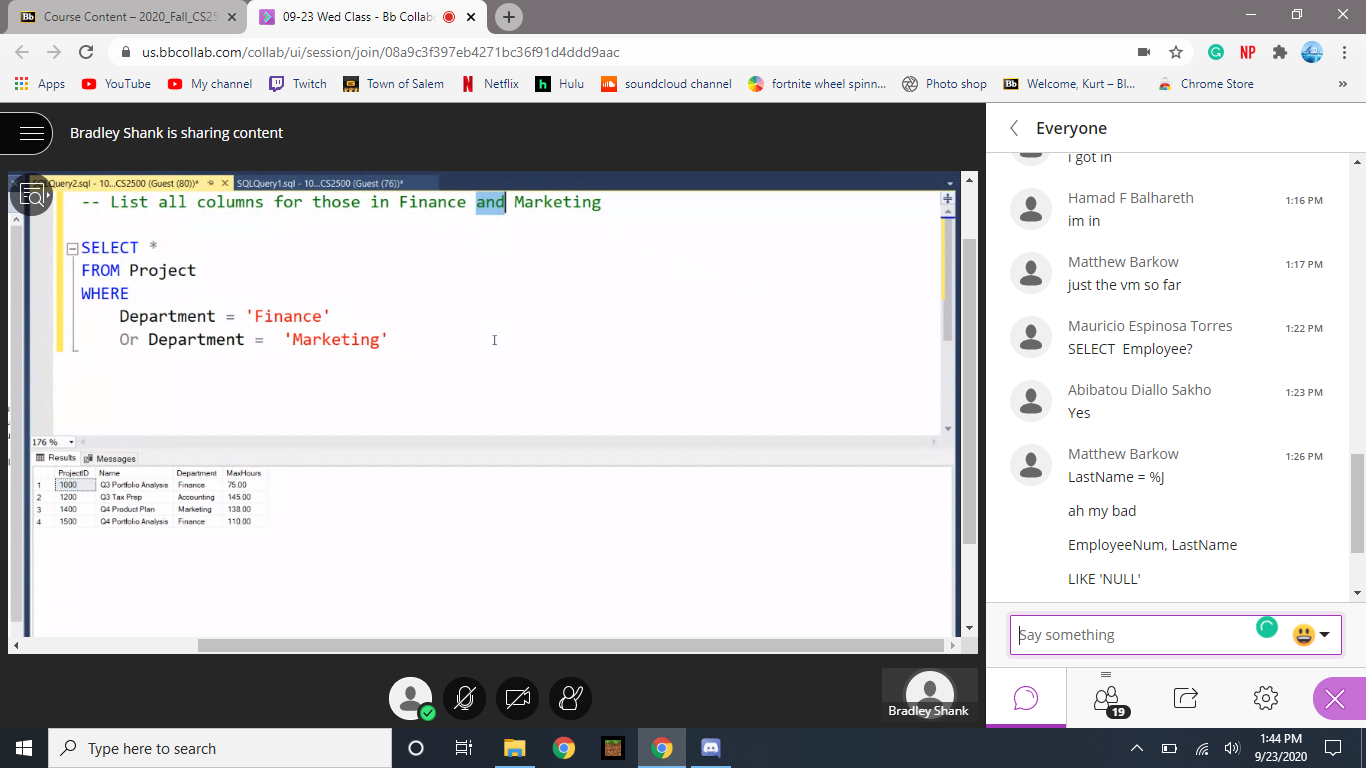 Course Content – 2020_Fall_CS25
09-23 Wed Class - Bb Collabo
us.bbcollab.com/collab/ui/session/join/08a9c3f397eb4271bc36f91d4ddd9aac
NP
Apps
YouTube
My channel
Twitch
Town of Salem
Netflix
Hulu
soundcloud channel
fortnite wheel spinn...
Photo shop
Welcome, Kurt – Bl...
Chrome Store
Bradley Shank is sharing content
Query2.sql - 10...CS2500 (Guest (80))*
SQLQuery1.sql - 10...CS2500 (Guest (76))*
-- List all columns for those in Finance and Marketing
SELECT *
FROM Project
WHERE
Department = 'Finance'
Or Department = 'Marketing'
176 %
Results Messages
ProjectID Name Department MaxHours
1 1000 Q3 Portfolio Analysis Finance 75.00
2 1200 Q3 Tax Prep Accounting 145.00
3 1400 Q4 Product Plan Marketing 138.00
4 1500 Q4 Portfolio Analysis Finance 110.00
Bradley Shank
Everyone
i got in
Hamad F Balhareth 1:16 PM
im in
Matthew Barkow 1:17 PM
just the vm so far
Mauricio Espinosa Torres 1:22 PM
SELECT Employee?
Abibatou Diallo Sakho 1:23 PM
Yes
Matthew Barkow 1:26 PM
LastName = %J
ah my bad
EmployeeNum, LastName
LIKE 'NULL'
Say something
19
Type here to search
1:44 PM
9/23/2020